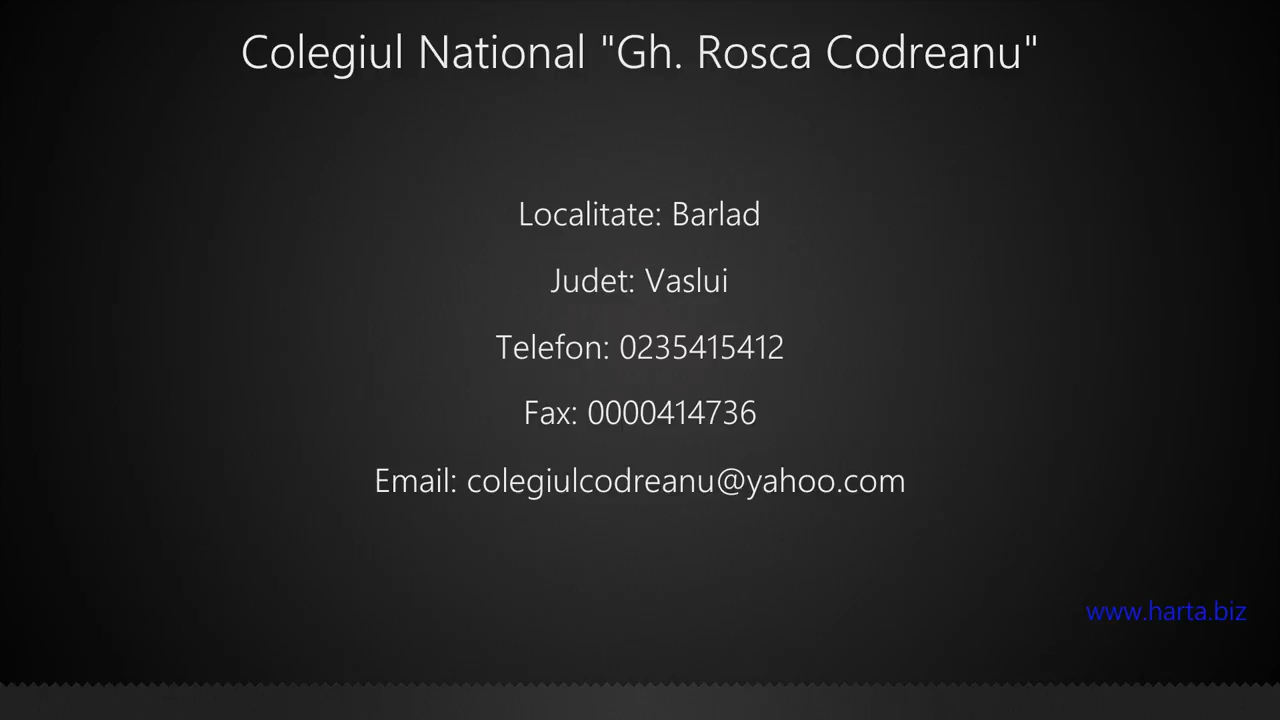 Colegiul National "Gh. Rosca Codreanu"
Localitate: Barlad
Judet: Vaslui
Telefon: 0235415412
Fax: 0000414736
Email: colegiulcodreanu@yahoo.com
www.harta.biz